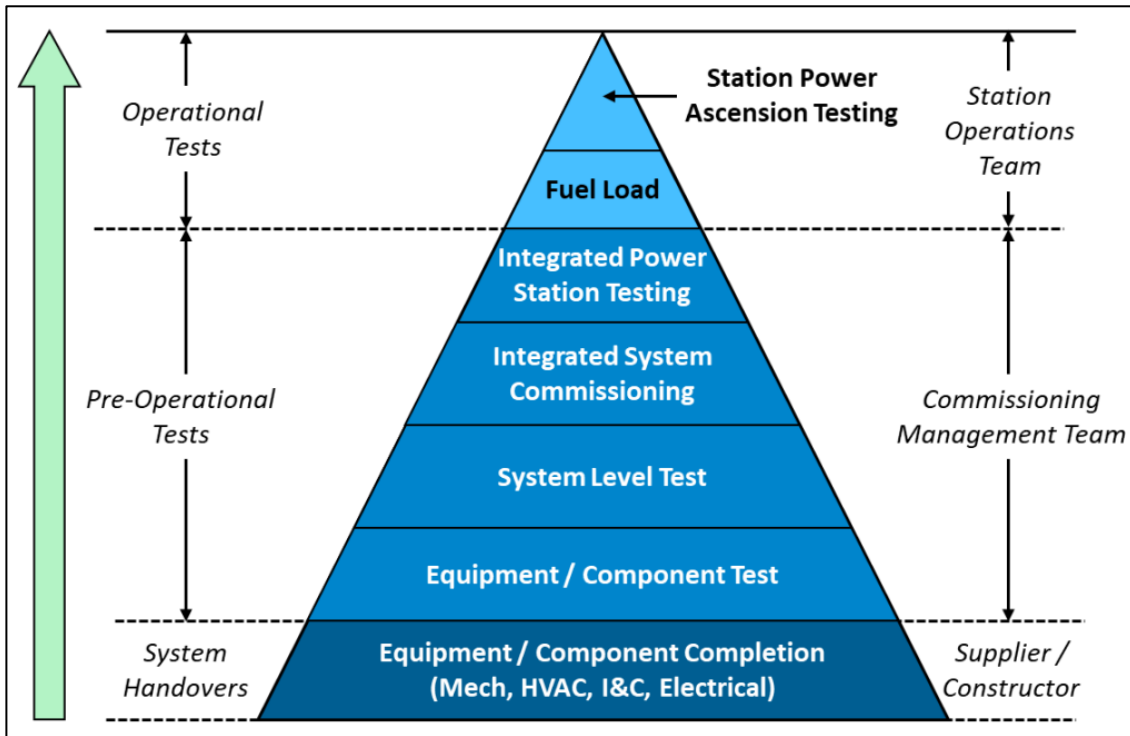 Operational
Tests
Station Power
Ascension Testing
Station
Operations
Team
Fuel Load
Integrated Power
Station Testing
Integrated System
Commissioning
Pre-Operational
Tests
Commissioning
Management Team
System Level Test
Equipment / Component Test
System
Handovers
Equipment / Component Completion
(Mech, HVAC, I&C, Electrical)
Supplier /
Constructor